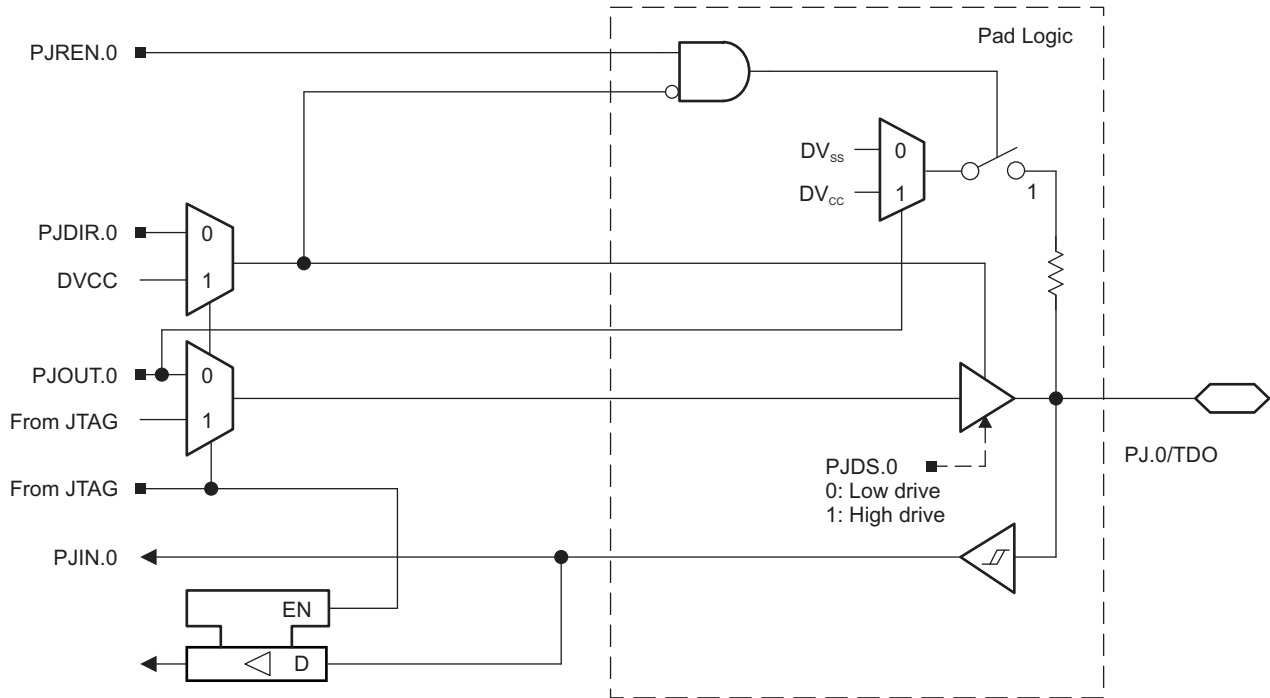 Pad Logic
PJREN.0
DVSS
0
DVCC
1
1
PJDIR.0
0
DVCC
1
PJOUT.0
0
From JTAG
1
PJDS.0
0: Low drive
1: High drive
PJ.0/TDO
From JTAG
PJIN.0
EN
D